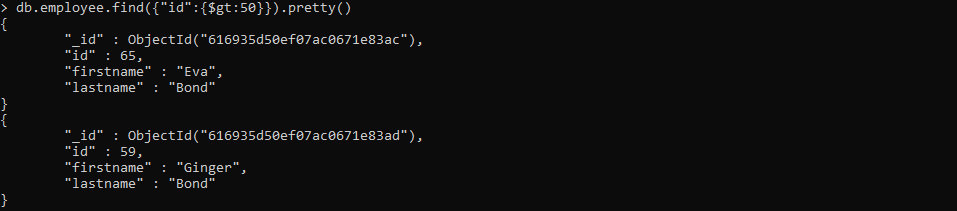 > db.employee.find({"id":{$gt:50}}).pretty()
{
        "_id" : ObjectId("616935d50ef07ac0671e83ac"),
        "id" : 65,
        "firstname" : "Eva",
        "lastname" : "Bond"
}
{
        "_id" : ObjectId("616935d50ef07ac0671e83ad"),
        "id" : 59,
        "firstname" : "Ginger",
        "lastname" : "Bond"
}